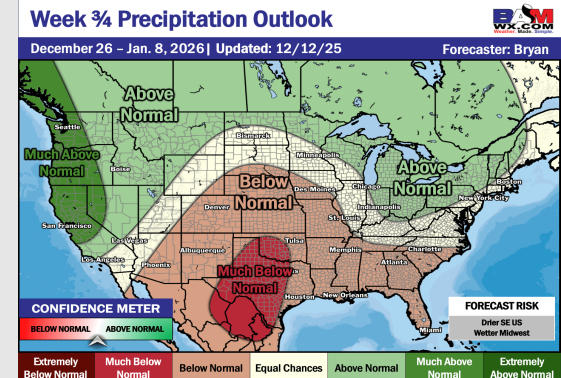 Week ¾ Precipitation Outlook
BAM
WX.COM
Weather. Made. Simple.
December 26 – Jan. 8, 2026 | Updated: 12/12/25
Forecaster: Bryan
Above
Normal
Seattle
Bismarck
Much Above
Normal
Minneapolis
Boise
Above
Normal
Boston
Below
Normal
Des Moines
Chicago
New York City
Denver
Indianapolis
San Francisco
St. Louis
Las Vegas
Albuquerque
Tulsa
Memphis
Charlotte
Los Angeles
Phoenix
Atlanta
Much Below
Normal
Houston
New Orleans
CONFIDENCE METER
BELOW NORMAL
ABOVE NORMAL
FORECAST RISK
Drier SE US
Wetter Midwest
Miami
Extremely
Below Normal
Much Below
Normal
Below Normal
Equal Chances
Above Normal
Much Above
Normal
Extremely
Above Normal